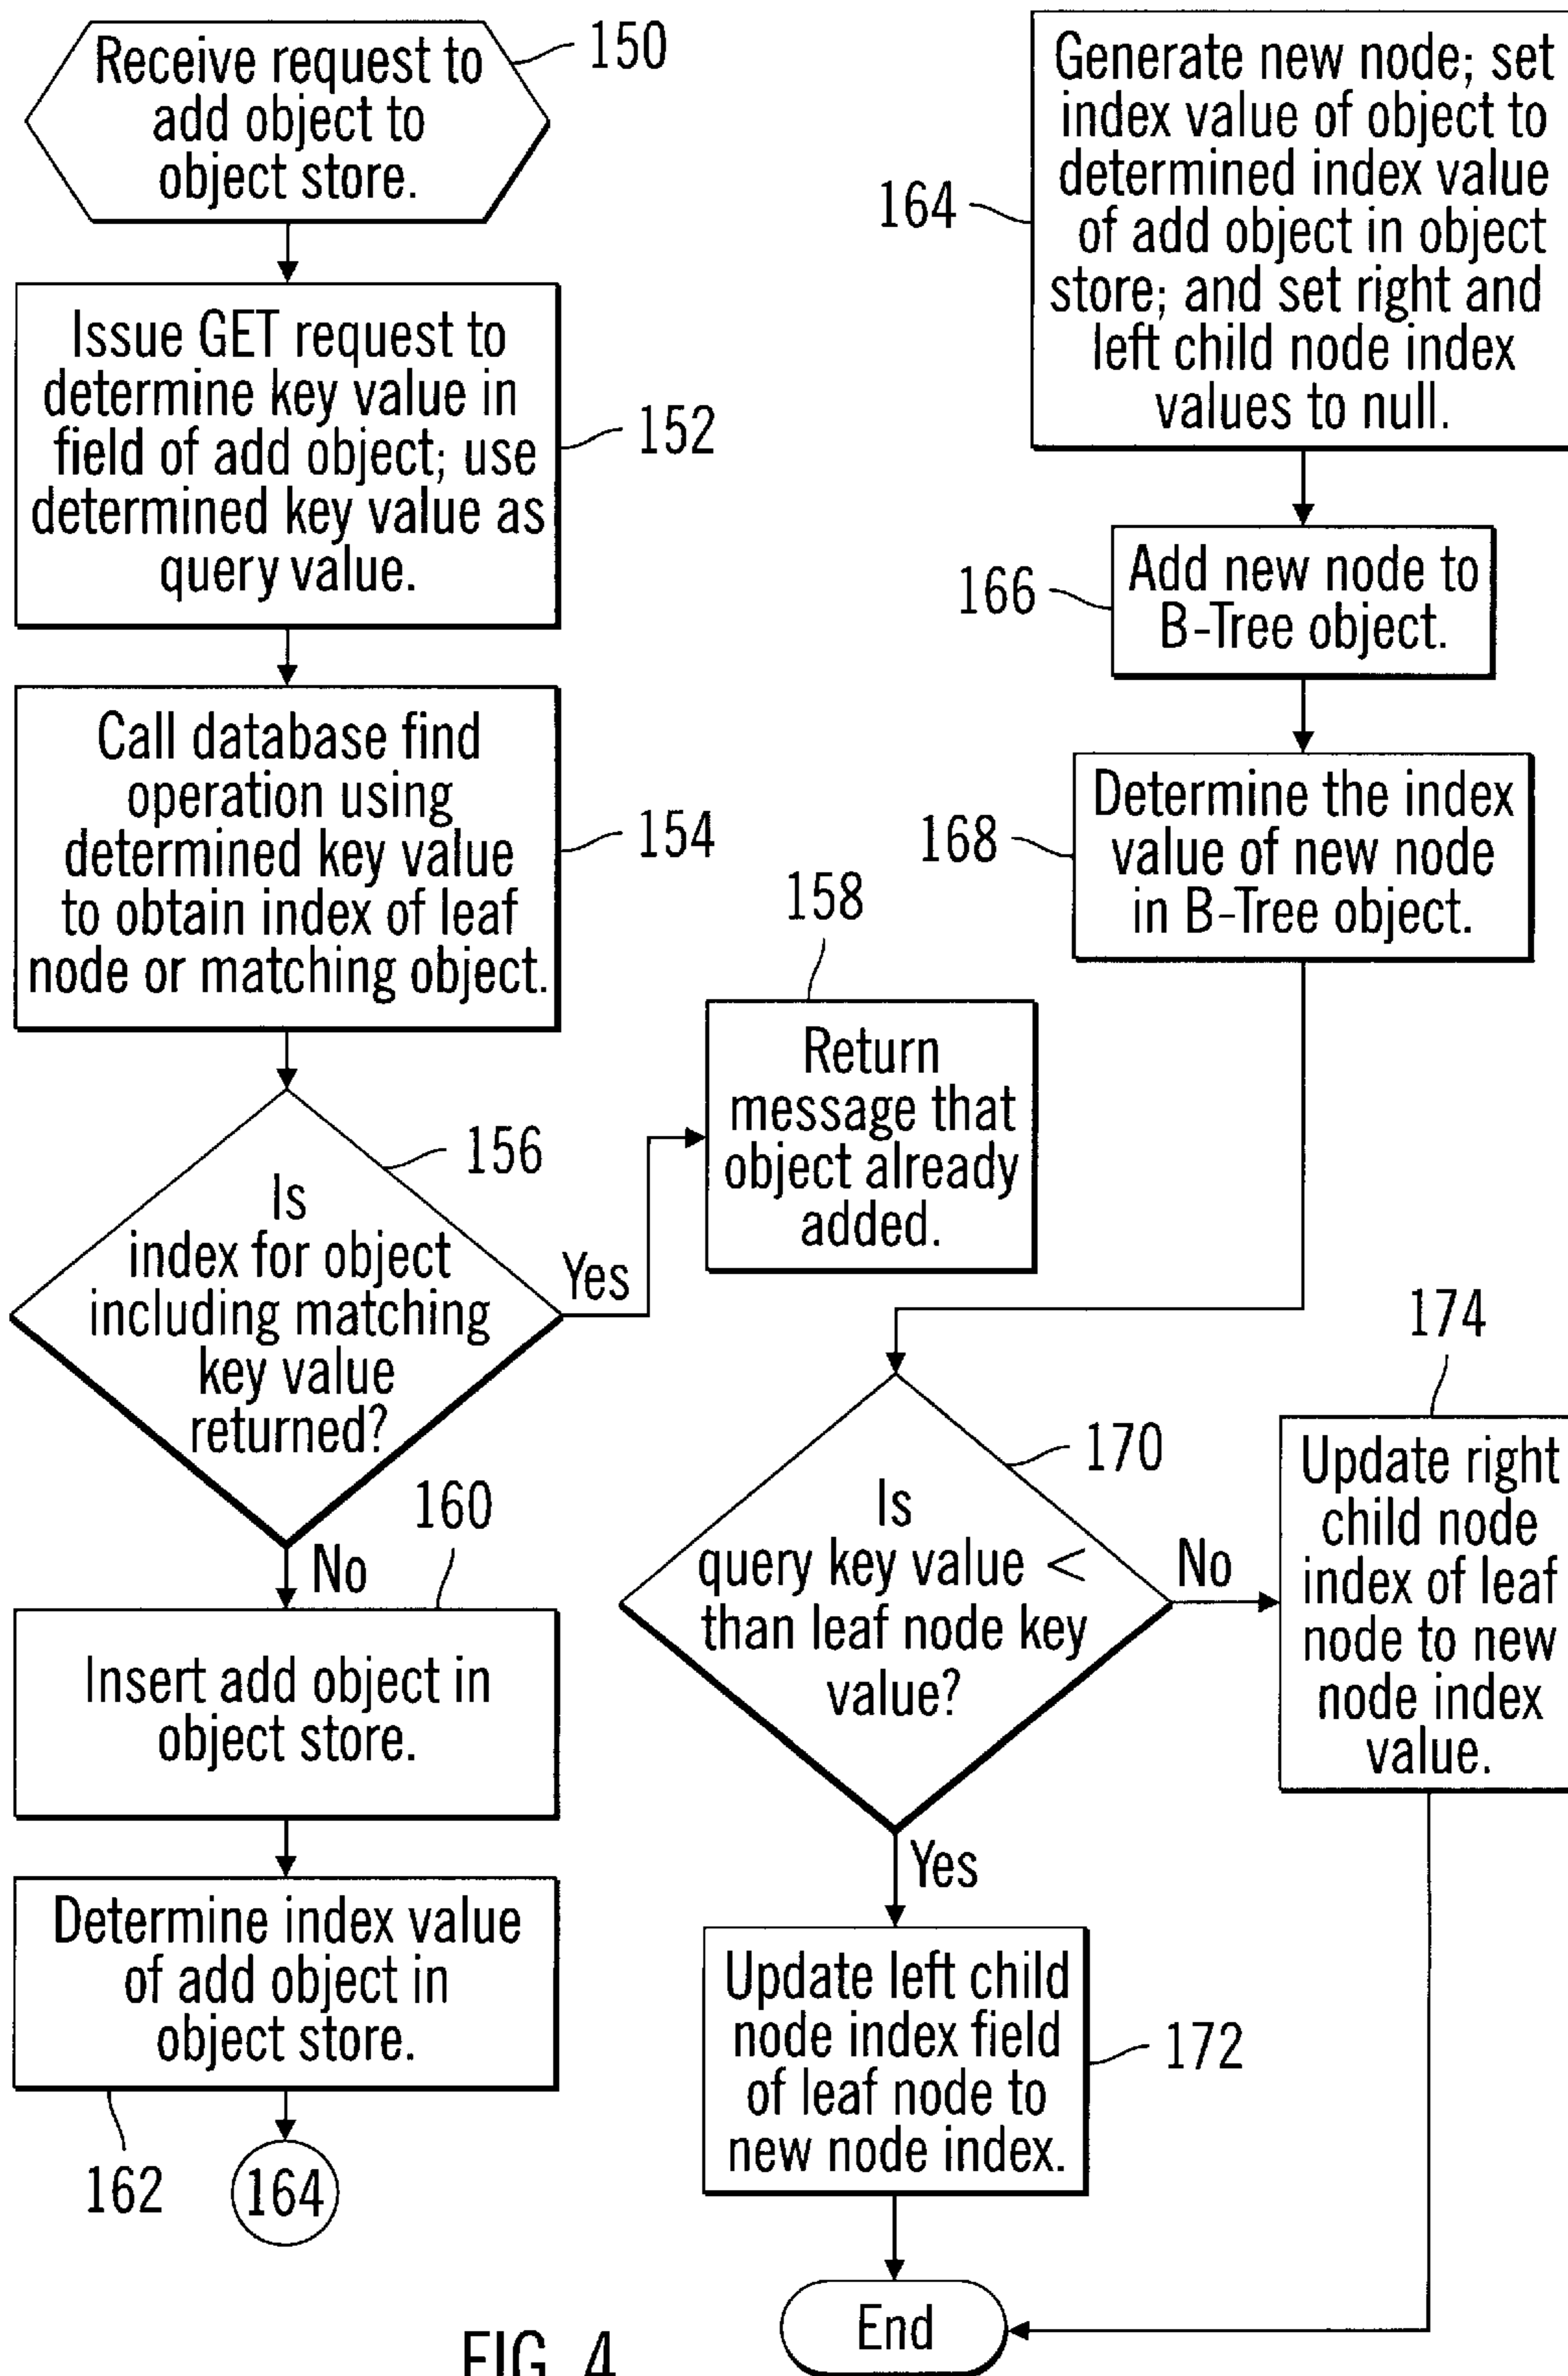 Receive request to
add object to
object store.
150
Issue GET request to
determine key value in
field of add object; use
determined key value as
query value.
152
Call database find
operation using
determined key value
to obtain index of leaf
node or matching object.
154
Is
index for object
including matching
key value
returned?
156
Yes
Return
message that
object already
added.
158
No
160
Insert add object in
object store.
Determine index value
of add object in
object store.
162
164
Generate new node; set
index value of object to
determined index value
of add object in object
store; and set right and
left child node index
values to null.
164
Add new node to
B-Tree object.
166
Determine the index
value of new node
in B-Tree object.
168
Is
query key value <
than leaf node key
value?
170
No
174
Update right
child node
index of leaf
node to new
node index
value.
Yes
Update left child
node index field
of leaf node to
new node index.
172
End
FIG. 4